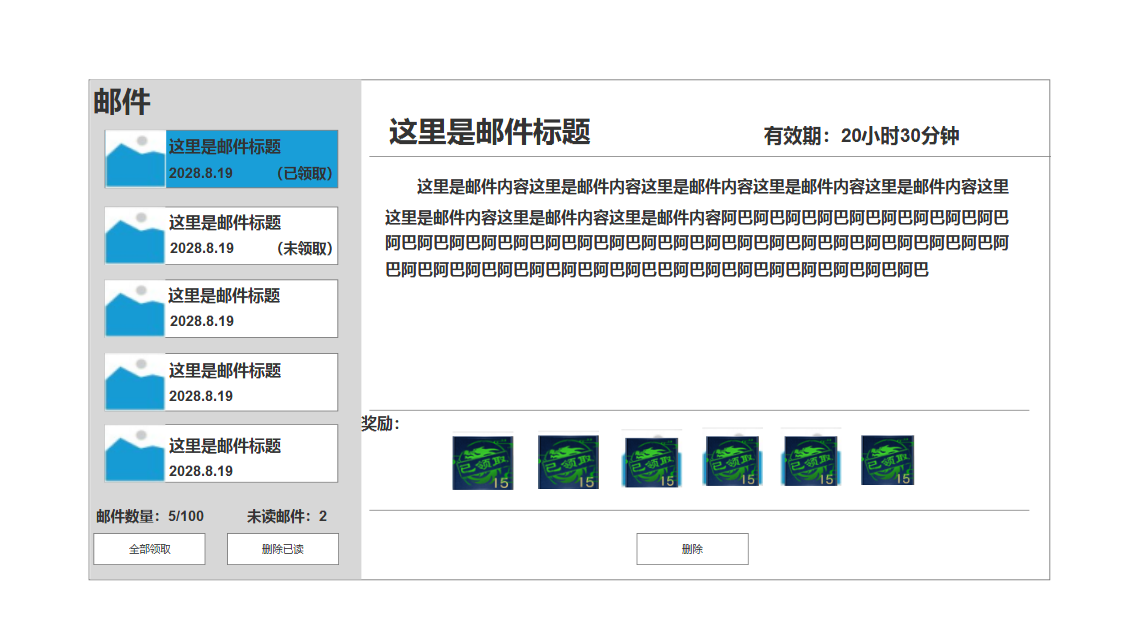 邮件
这里是邮件标题
2028.8.19 （已领取）
这里是邮件标题
2028.8.19 （未领取）
这里是邮件标题
2028.8.19
这里是邮件标题
2028.8.19
这里是邮件标题
2028.8.19
邮件数量：5/100 未读邮件：2
全部领取 删除已读
这里是邮件标题 有效期：20小时30分钟
这里是邮件内容这里是邮件内容这里是邮件内容这里是邮件内容这里是邮件内容这里
这里是邮件内容这里是邮件内容这里是邮件内容阿巴阿巴阿巴阿巴阿巴阿巴阿巴阿巴阿巴
阿巴阿巴阿巴阿巴阿巴阿巴阿巴阿巴阿巴阿巴阿巴阿巴阿巴阿巴阿巴阿巴阿巴阿巴阿巴阿
巴阿巴阿巴阿巴阿巴阿巴阿巴阿巴阿巴巴阿巴阿巴阿巴阿巴阿巴阿巴阿巴阿巴
奖励：
已领取 15 已领取 15 已领取 15 已领取 15 已领取 15 已领取 15
删除